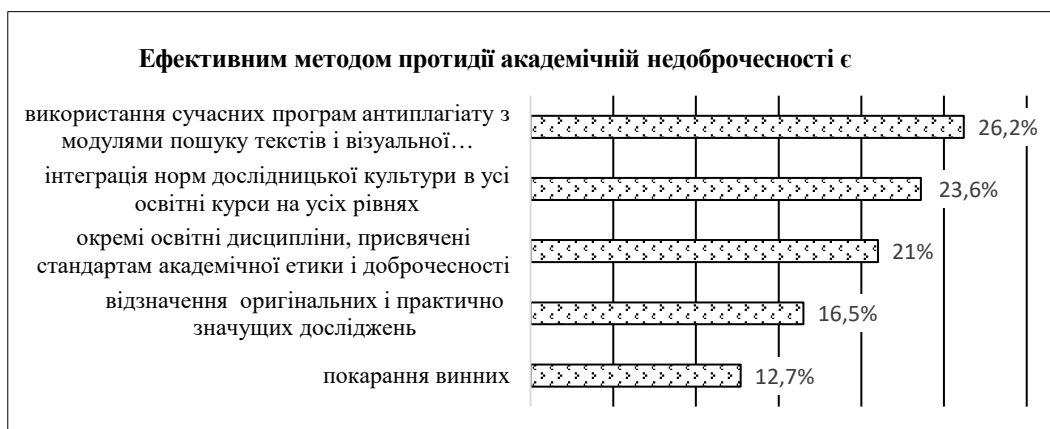 Ефективним методом протидії академічній недоброчесності є
використання сучасних програм антиплагіату з
модулями пошуку текстів і візуальної…
26,2%
інтеграція норм дослідницької культури в усі
освітні курси на усіх рівнях
23,6%
окремі освітні дисципліни, присвячені
стандартам академічної етики і доброчесності
21%
відзначення оригінальних і практично
значущих досліджень
16,5%
покарання винних
12,7%